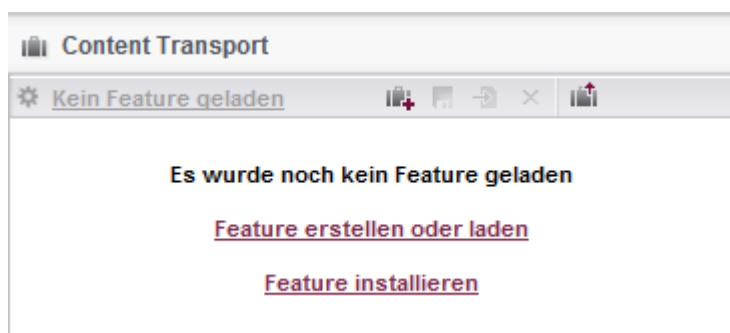 Content Transport
Kein Feature geladen
Es wurde noch kein Feature geladen
Feature erstellen oder laden
Feature installieren